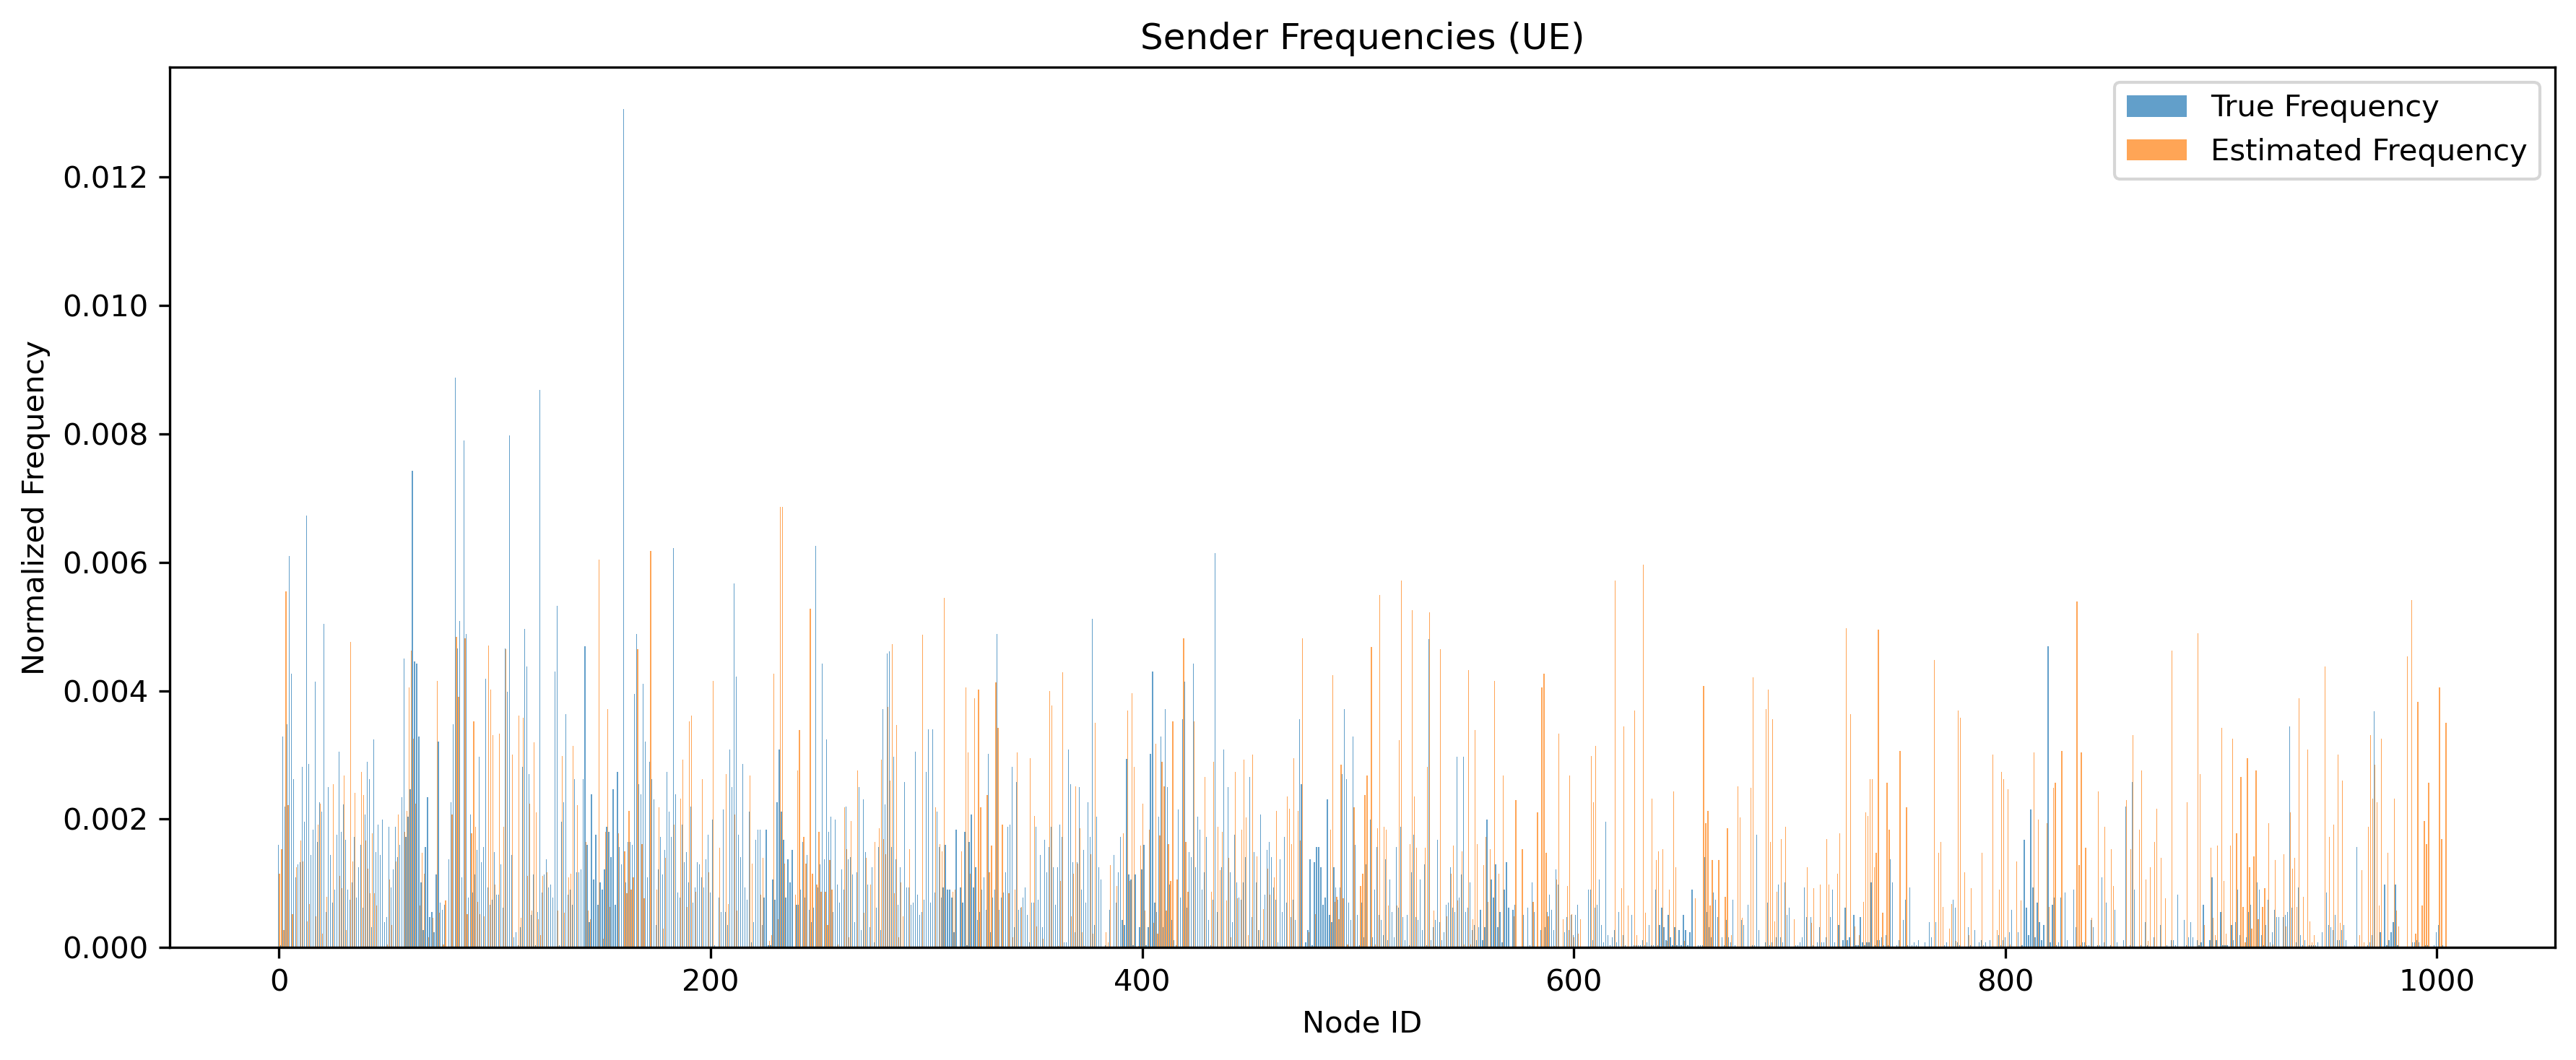 Sender Frequencies (UE)
True Frequency
Estimated Frequency
Normalized Frequency
0.012
0.010
0.008
0.006
0.004
0.002
0.000
0 200 400 600 800 1000
Node ID